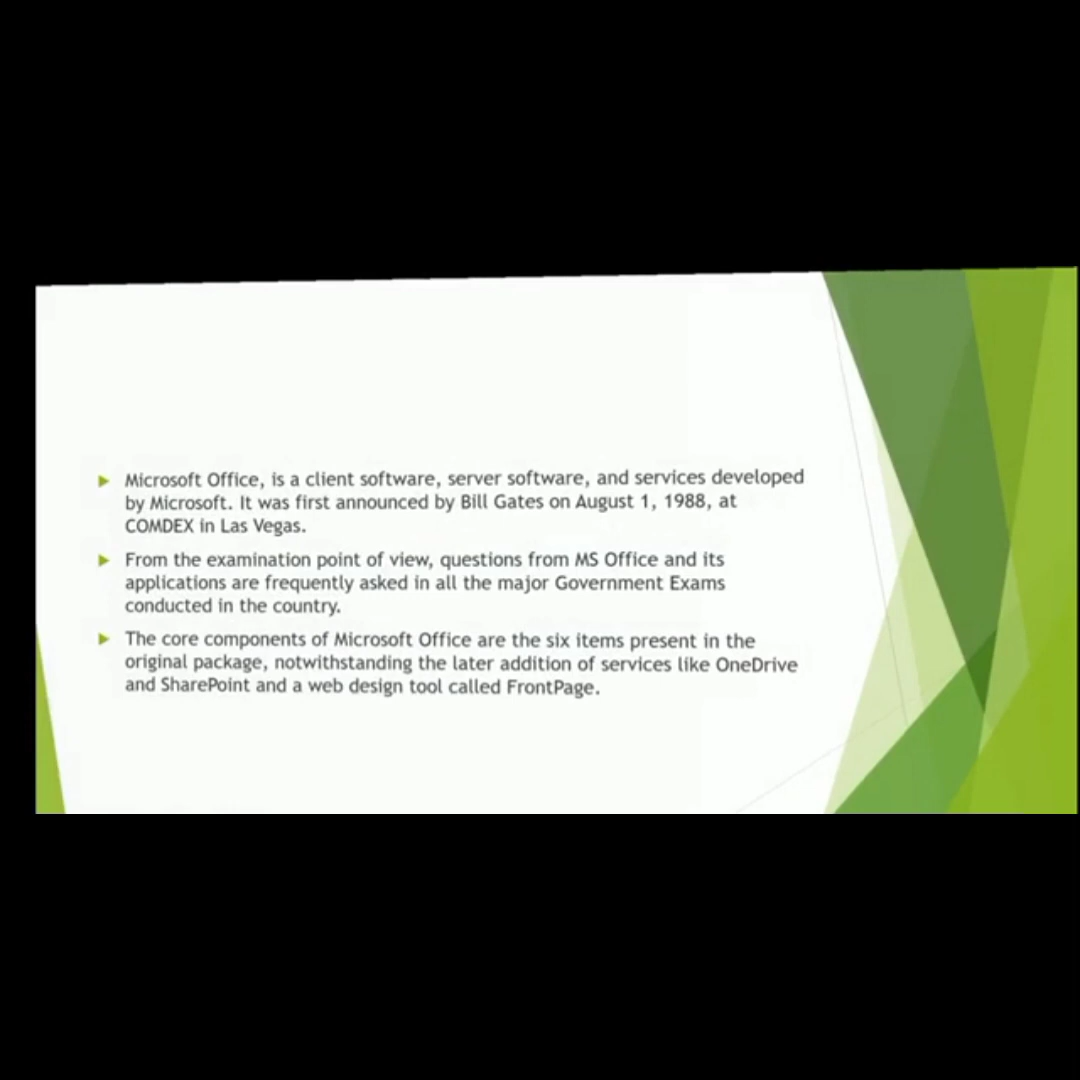 Microsoft Office, is a client software, server software, and services developed
by Microsoft. It was first announced by Bill Gates on August 1, 1988, at
COMDEX in Las Vegas.
From the examination point of view, questions from MS Office and its
applications are frequently asked in all the major Government Exams
conducted in the country.
The core components of Microsoft Office are the six items present in the
original package, notwithstanding the later addition of services like OneDrive
and SharePoint and a web design tool called FrontPage.